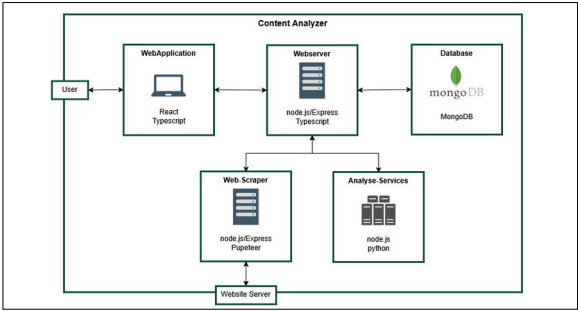 Content Analyzer
WebApplication
React
Typescript
Webserver
node.js/Express
Typescript
Database
mongoDB
MongoDB
User
Web-Scraper
node.js/Express
Pupeteer
Analyse-Services
node.js
python
Website Server